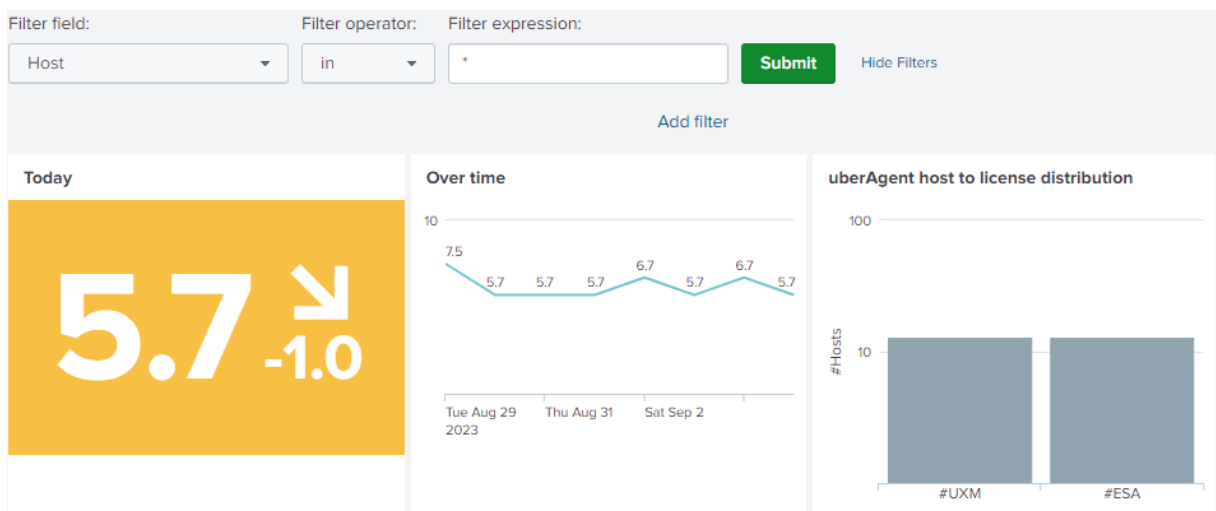 Filter field: Filter operator: Filter expression:
Host in * Submit Hide Filters
Add filter
Today
5.7 -1.0
Over time
10
7.5 5.7 5.7 5.7 6.7 5.7 6.7 5.7
Tue Aug 29 Thu Aug 31 Sat Sep 2
2023
uberAgent host to license distribution
100
10
#Hosts
#UXM #ESA